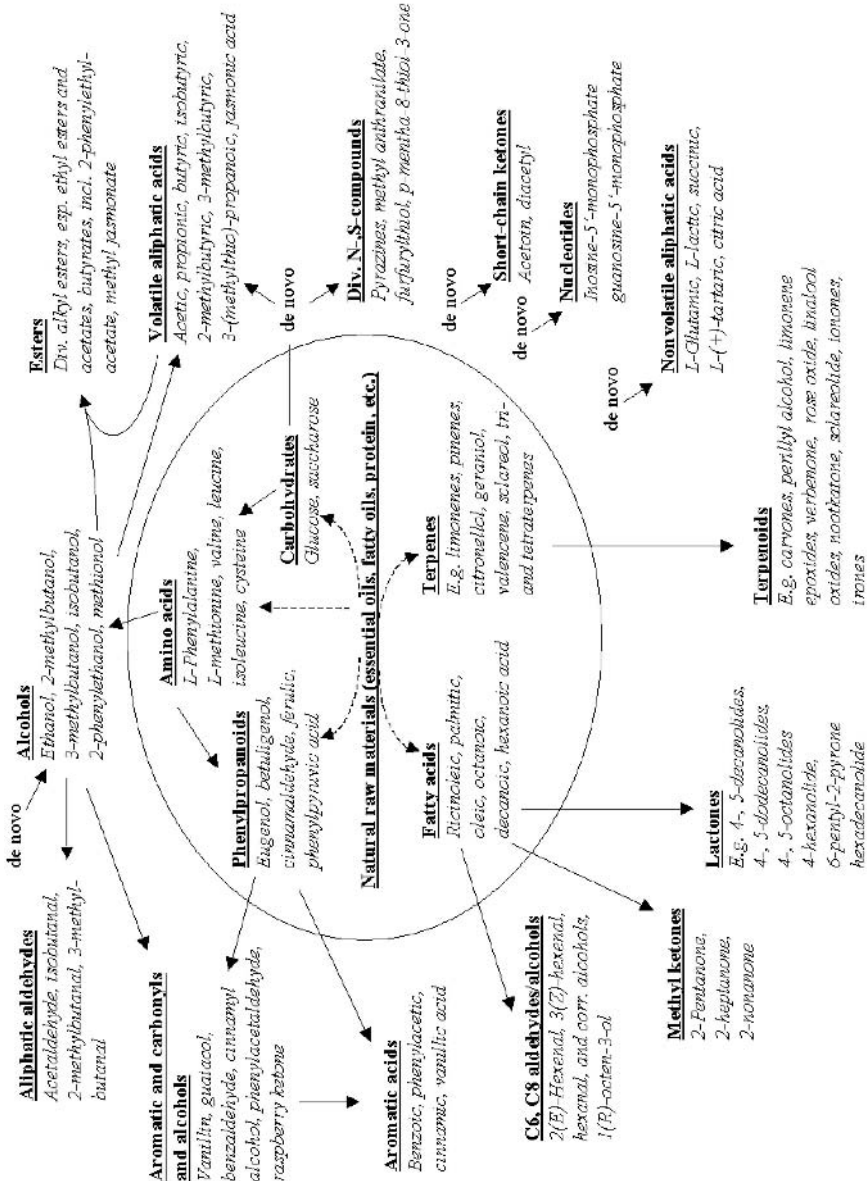 de novo
Alcohols
Ethanol, 2-methylbutanol,
3-methylbutanol, isobutanol,
2-phenylethanol, methionol
Esters
Div. alkyl esters, esp. ethyl esters and
acetates, butyrates, incl. 2-phenylethyl-
acetate, methyl jasmonate
Aliphatic aldehydes
Acetaldehyde, isobutanal,
2-methylbutanal, 3-methyl-
butanal
Volatile aliphatic acids
Acetic, propionic, butyric, isobutyric,
2-methylbutyric, 3-methylbutyric,
3-(methylthio)-propanoic, jasmonic acid
Aromatic and carbonyls
and alcohols
Vanillin, guaiacol,
benzaldehyde, cinnamyl
alcohol, phenylacetaldehyde,
raspberry ketone
Amino acids
L-Phenylalanine,
L-methionine, valine, leucine,
isoleucine, cysteine
Phenylpropanoids
Eugenol, betuligenol,
cinnamaldehyde, ferulic,
phenylpyruvic acid
Carbohydrates
Glucose, saccharose
de novo
Div. N-,S-compounds
Pyrazines, methyl anthranilate,
furfurylthiol, p-mentha-8-thiol-3-one
Aromatic acids
Benzoic, phenylacetic,
cinnamic, vanillic acid
Natural raw materials (essential oils, fatty oils, protein, etc.)
Fatty acids
Ricinoleic, palmitic,
oleic, octanoic,
decanoic, hexanoic acid
Terpenes
E.g. limonenes, pinenes,
citronellol, geraniol,
valencene, sclareol, tri-
and tetraterpenes
de novo
Short-chain ketones
Acetoin, diacetyl
de novo
Nucleotides
Inosine-5'-monophosphate
guanosine-5'-monophosphate
C6, C8 aldehydes/alcohols
2(E)-Hexenal, 3(Z)-hexenal,
hexanal, and corr. alcohols,
1(R)-octen-3-ol
de novo
Nonvolatile aliphatic acids
L-Glutamic, L-lactic, succinic,
L-(+)-tartaric, citric acid
Methyl ketones
2-Pentanone,
2-heptanone,
2-nonanone
Lactones
E.g. 4-, 5-decanolides,
4-, 5-dodecanolides,
4-, 5-octanolides
4-hexanolide,
6-pentyl-2-pyrone
hexadecanolide
Terpenoids
E.g. carvones, perillyl alcohol, limonene
epoxides, verbenone, rose oxide, linalool
oxides, nootkatone, sclareolide, ionones,
irones